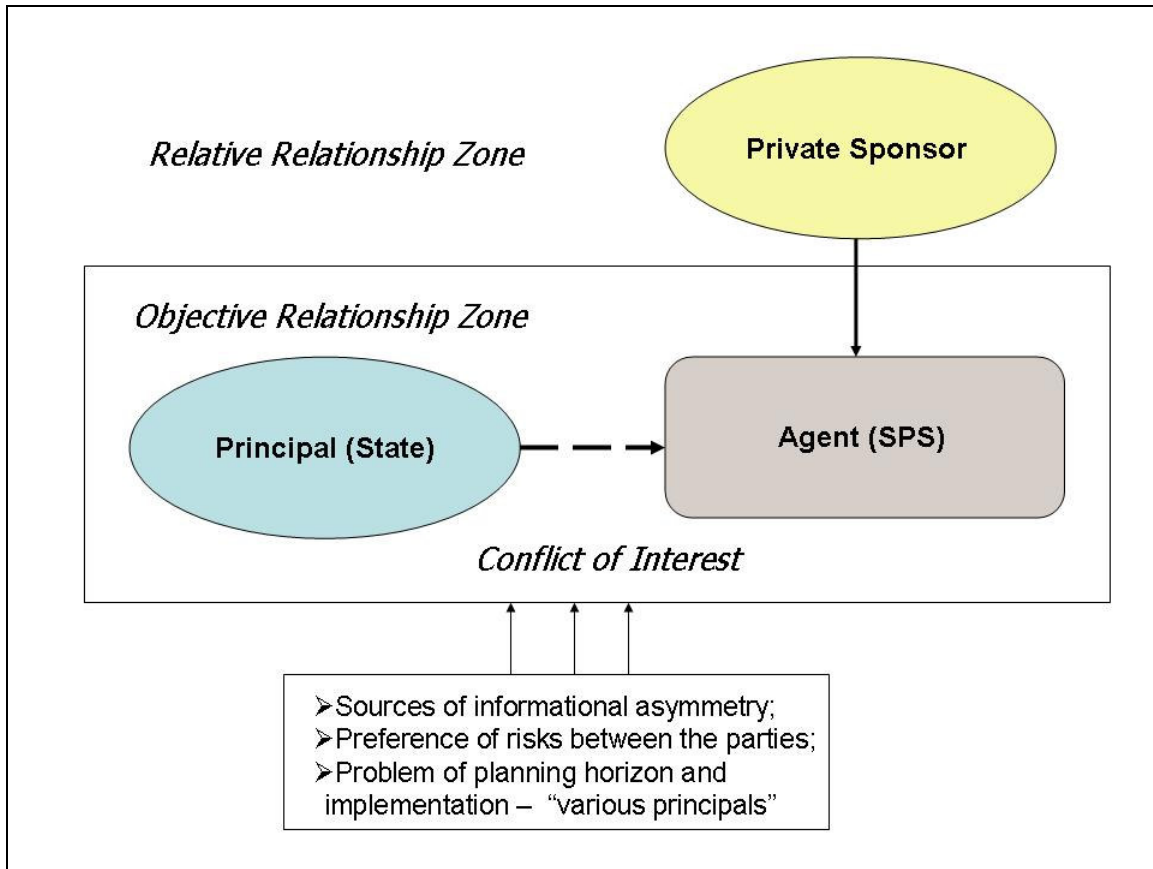 Relative Relationship Zone
Private Sponsor
Objective Relationship Zone
Principal (State)
Agent (SPS)
Conflict of Interest
➢Sources of informational asymmetry;
➢Preference of risks between the parties;
➢Problem of planning horizon and
implementation – “various principals”